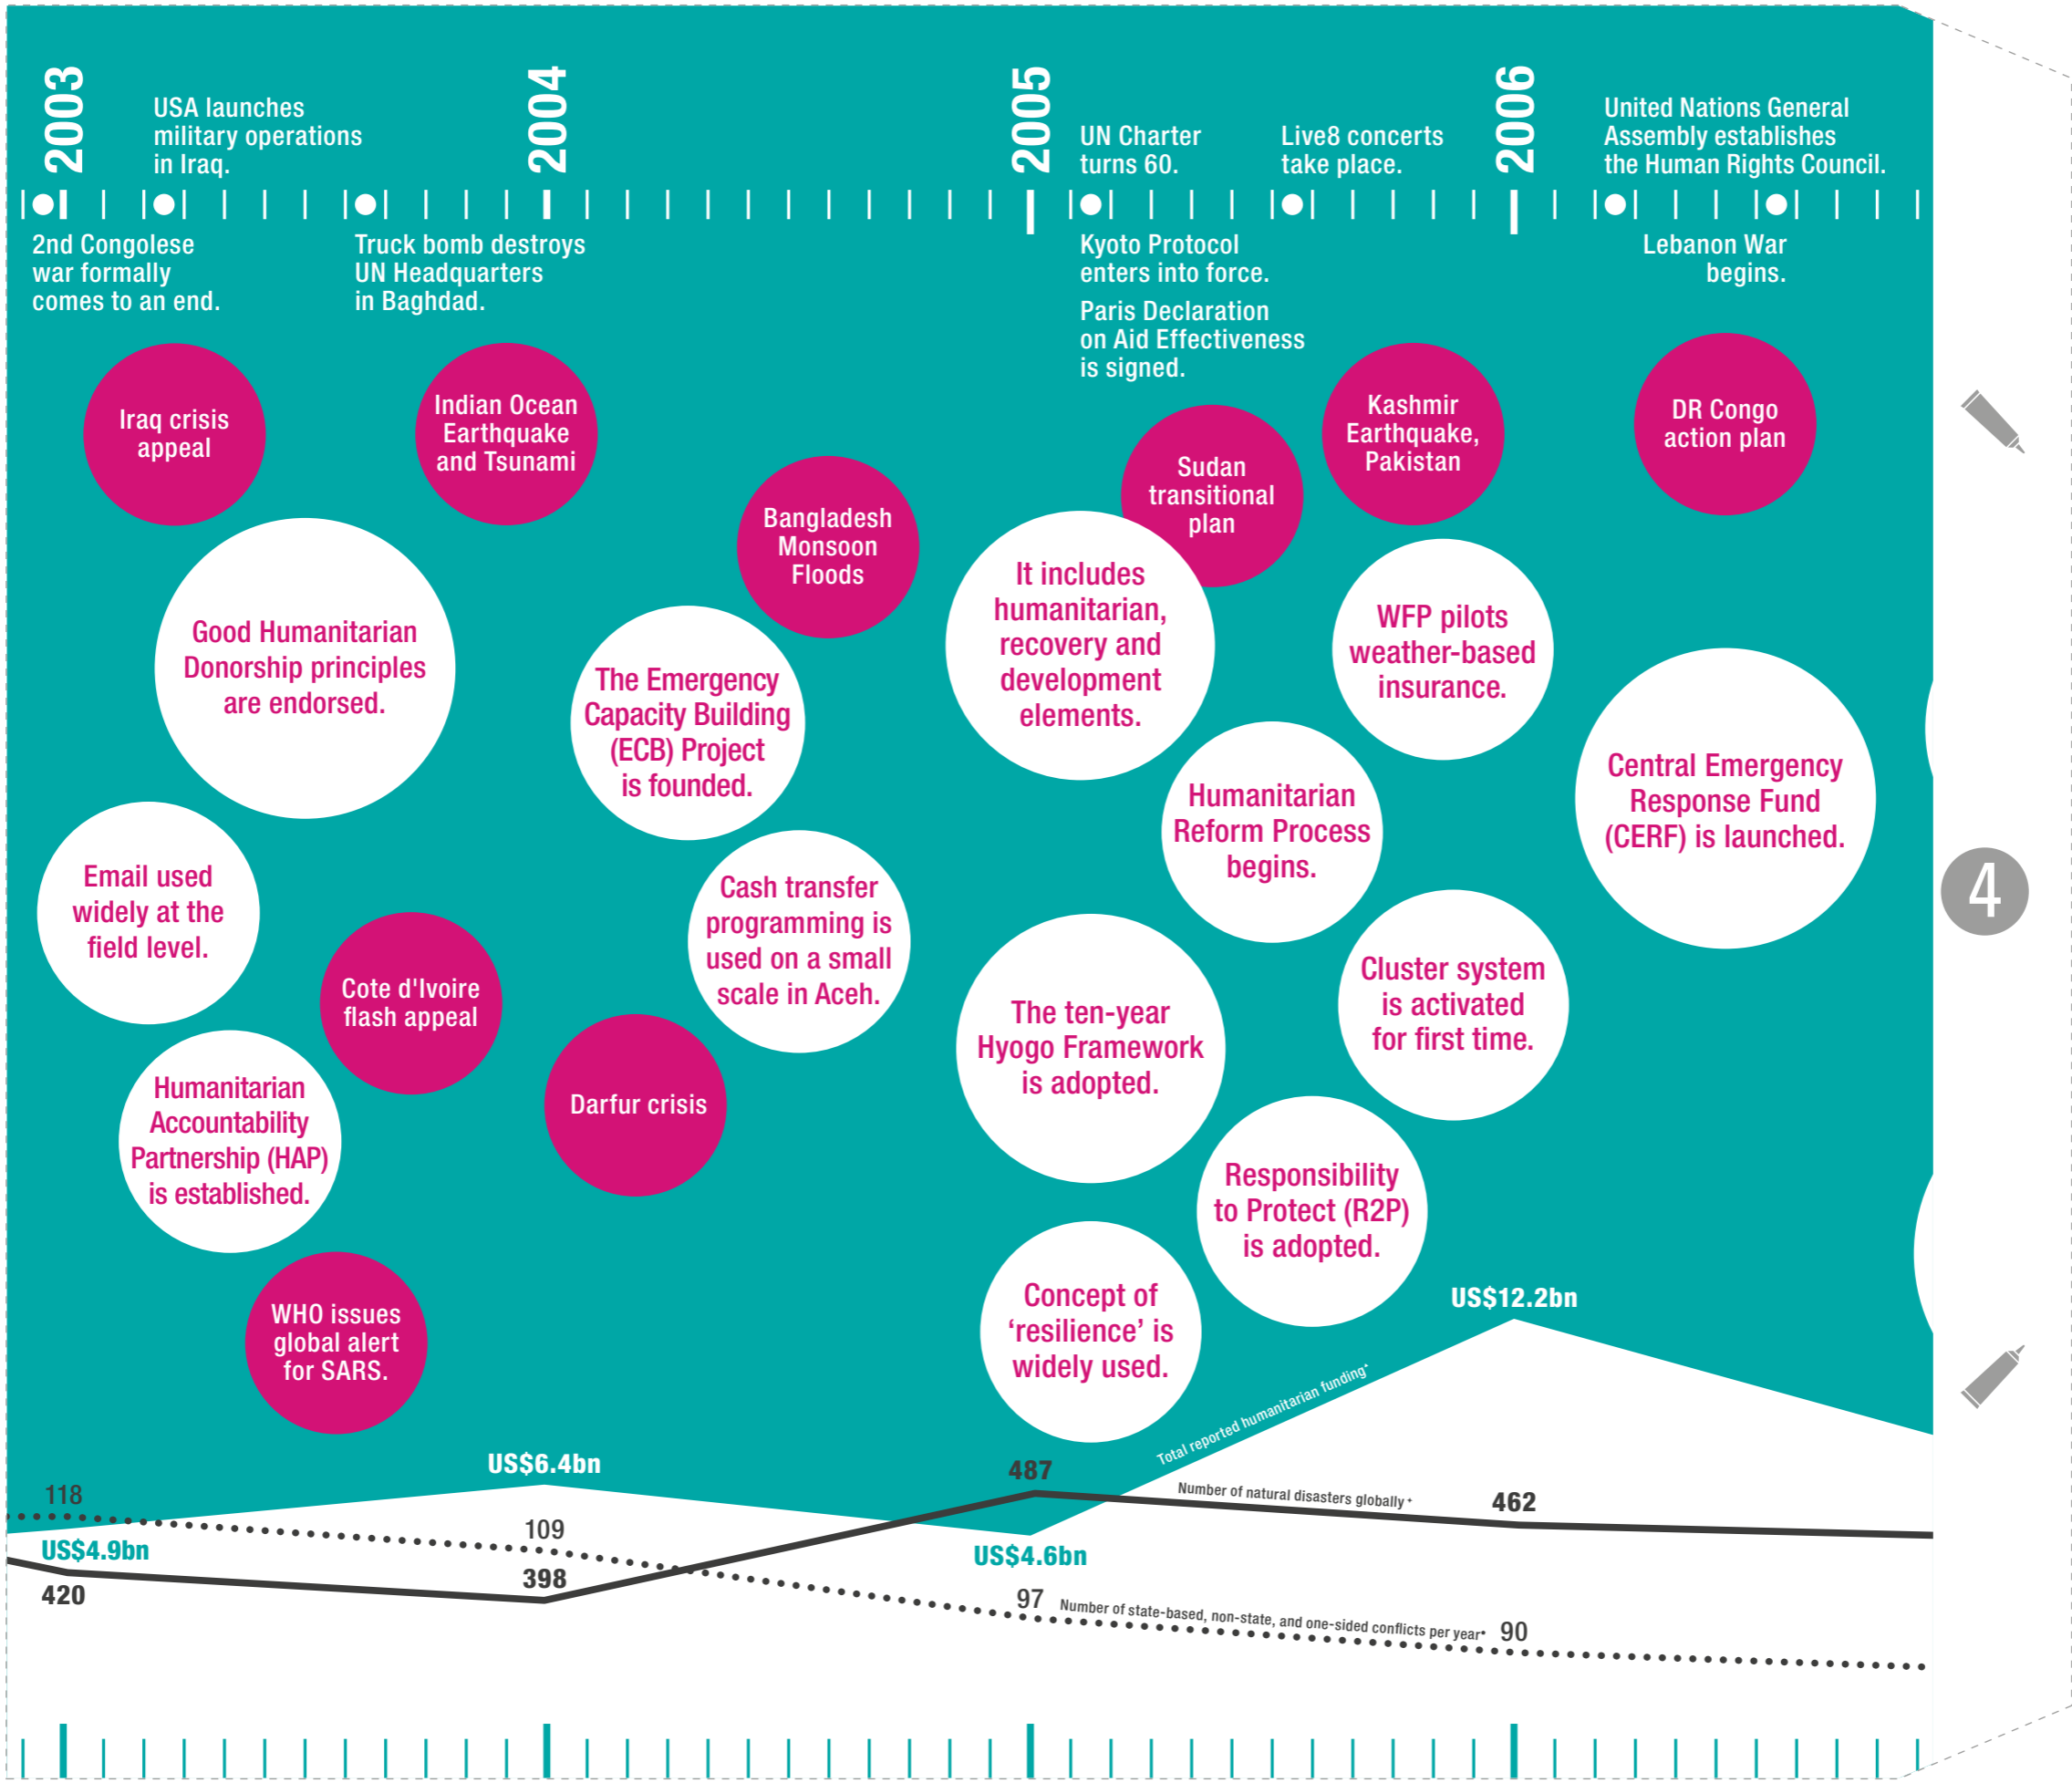 2003
2004
2005
2006
USA launches
military operations
in Iraq.
UN Charter
turns 60.
Live8 concerts
take place.
United Nations General
Assembly establishes
the Human Rights Council.
2nd Congolese
war formally
comes to an end.
Truck bomb destroys
UN Headquarters
in Baghdad.
Kyoto Protocol
enters into force.
Paris Declaration
on Aid Effectiveness
is signed.
Lebanon War
begins.
Iraq crisis
appeal
Indian Ocean
Earthquake
and Tsunami
Bangladesh
Monsoon
Floods
Sudan
transitional
plan
Kashmir
Earthquake,
Pakistan
DR Congo
action plan
Good Humanitarian
Donorship principles
are endorsed.
The Emergency
Capacity Building
(ECB) Project
is founded.
It includes
humanitarian,
recovery and
development
elements.
WFP pilots
weather-based
insurance.
Humanitarian
Reform Process
begins.
Central Emergency
Response Fund
(CERF) is launched.
Email used
widely at the
field level.
Cote d'Ivoire
flash appeal
Cash transfer
programming is
used on a small
scale in Aceh.
The ten-year
Hyogo Framework
is adopted.
Cluster system
is activated
for first time.
4
Humanitarian
Accountability
Partnership (HAP)
is established.
Darfur crisis
Responsibility
to Protect (R2P)
is adopted.
WHO issues
global alert
for SARS.
Concept of
‘resilience’ is
widely used.
US$12.2bn
Total reported humanitarian funding*
US$6.4bn
487
Number of natural disasters globally +
462
118
US$4.9bn
420
109
398
US$4.6bn
97
Number of state-based, non-state, and one-sided conflicts per year•
90